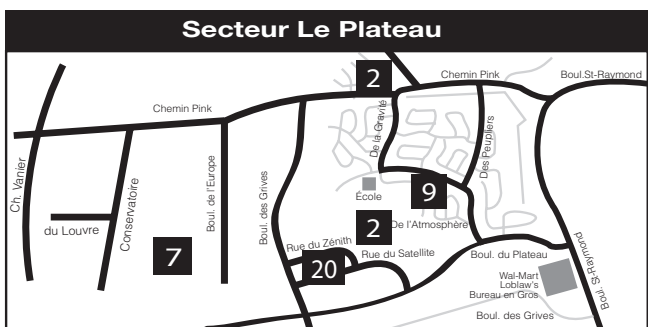 Secteur Le Plateau
2
Chemin Pink
Boul.St-Raymond
Chemin Pink
De la Gravité
Des Peupliers
Ch. Vanier
Conservatoire
Boul. de l'Europe
Boul. des Grives
École
9
du Louvre
2
De l'Atmosphère
7
Rue du Zénith
20
Rue du Satellite
Boul. du Plateau
Wal-Mart
Loblaw's
Bureau en Gros
Boul. St-Raymond
Boul. des Grives